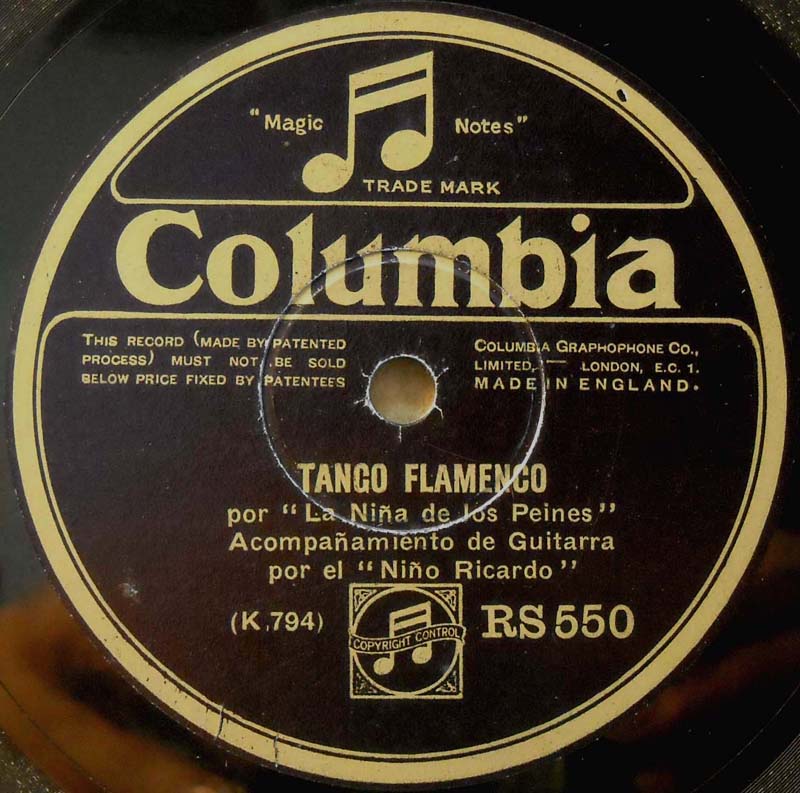 "Magic Notes"
TRADE MARK
Columbia
THIS RECORD (MADE BY PATENTED
PROCESS) MUST NOT BE SOLD
BELOW PRICE FIXED BY PATENTEES
COLUMBIA GRAPHOPHONE CO.,
LIMITED, — LONDON, E.C. 1.
MADE IN ENGLAND.
TANGO FLAMENCO
por "La Niña de los Peines"
Acompañamiento de Guitarra
por el "Niño Ricardo"
(K.794)
COPYRIGHT CONTROL
RS 550